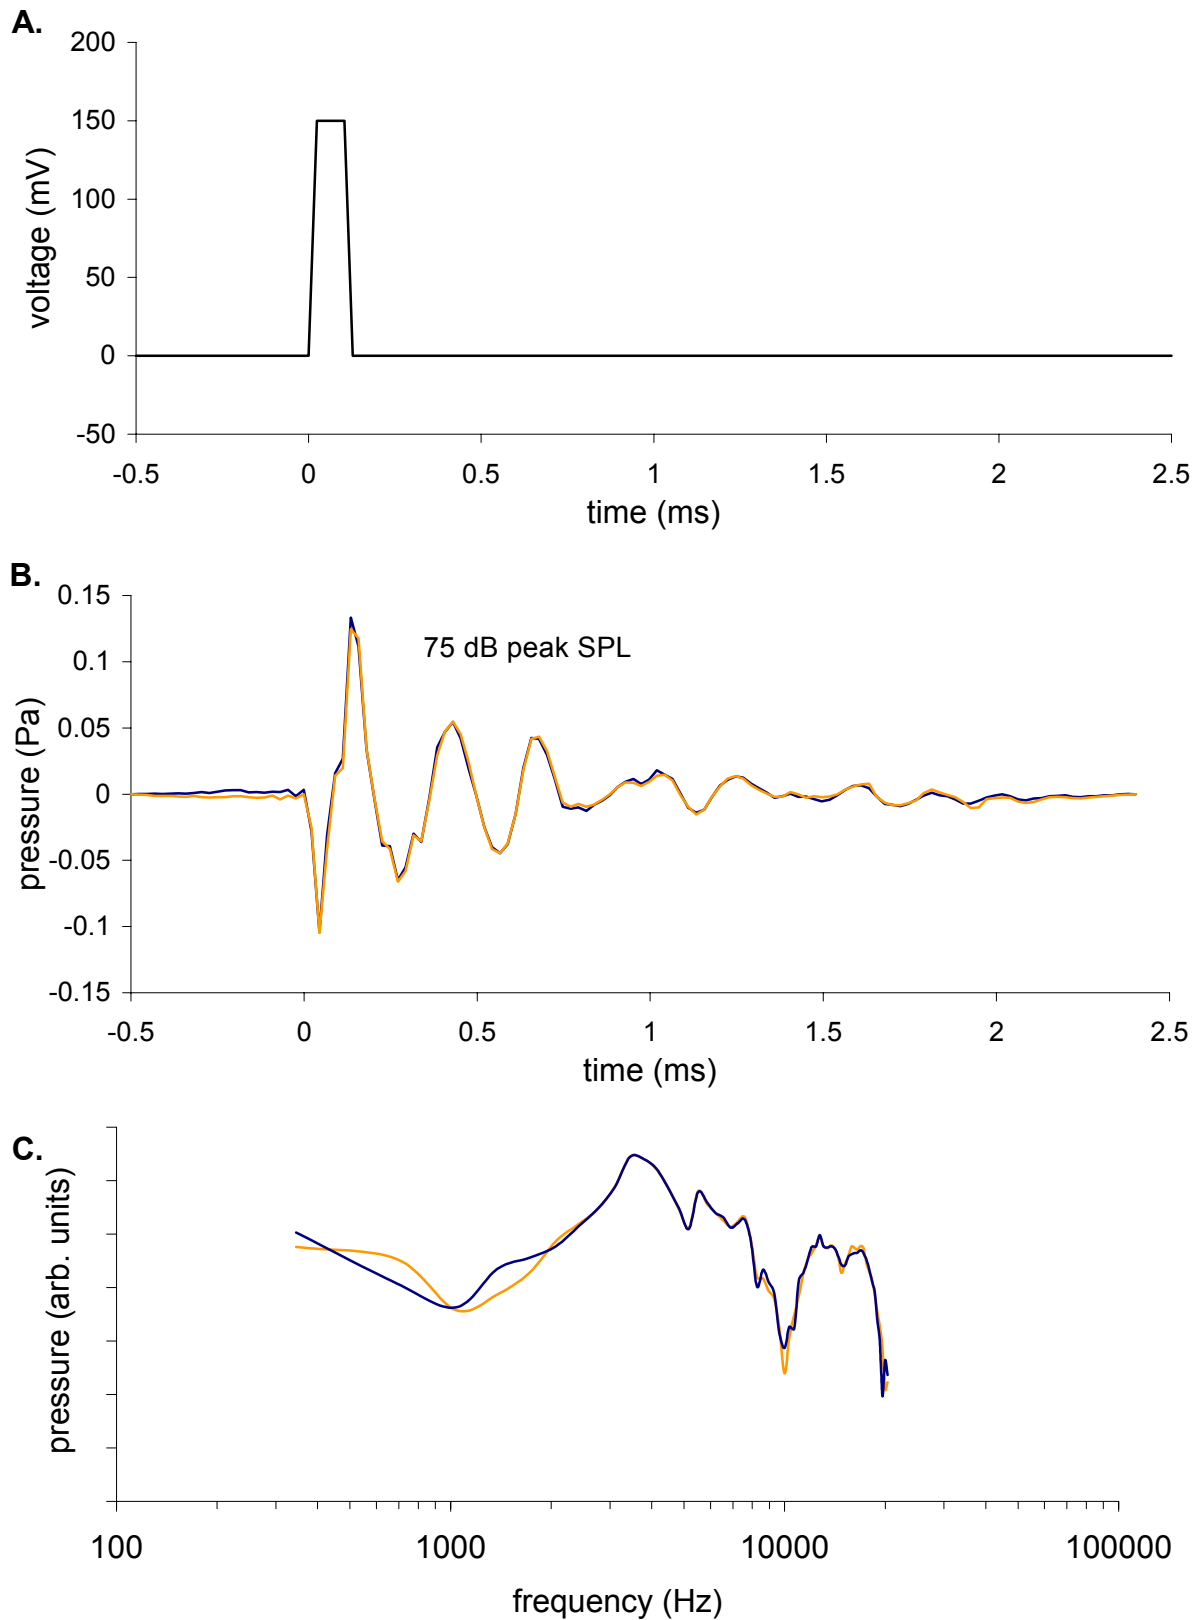 A.
200
150
100
50
0
-50
voltage (mV)
-0.5 0 0.5 1 1.5 2 2.5
time (ms)
B.
0.15
0.1
0.05
0
-0.05
-0.1
-0.15
pressure (Pa)
75 dB peak SPL
-0.5 0 0.5 1 1.5 2 2.5
time (ms)
C.
pressure (arb. units)
100 1000 10000 100000
frequency (Hz)